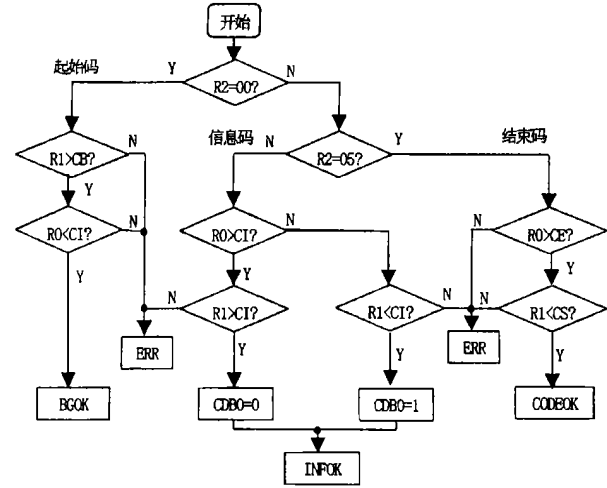 开始
起始码 Y R2=00? N
信息码 N R2=05? Y 结束码
R1>CB? N
Y
R0<CI? N
Y
R0>CI? N
Y
N R0>CE?
Y
N R1>CI?
Y
R1<CI? N
Y
N R1<CS?
Y
ERR
ERR
BGOK
CDB0=0
CDB0=1
CODEOK
INFOK